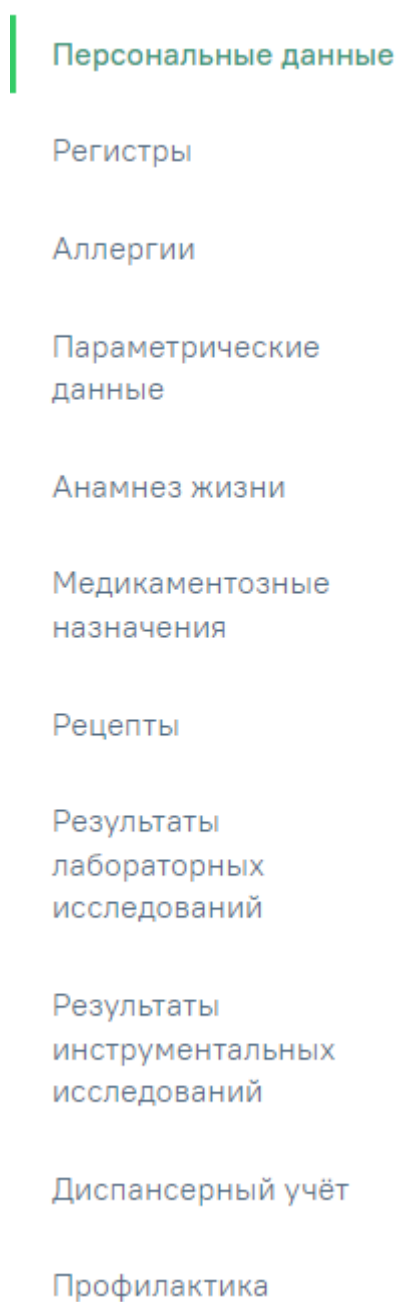 Персональные данные
Регистры
Аллергии
Параметрические
данные
Анамнез жизни
Медикаментозные
назначения
Рецепты
Результаты
лабораторных
исследований
Результаты
инструментальных
исследований
Диспансерный учёт
Профилактика